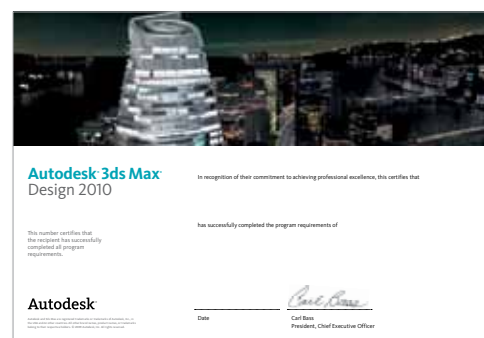 Autodesk® 3ds Max®
Design 2010
In recognition of their commitment to achieving professional excellence, this certifies that
has successfully completed the program requirements of
This number certifies that
the recipient has successfully
completed all program
requirements.
Carl Bass
Autodesk®
Date
Carl Bass
President, Chief Executive Officer